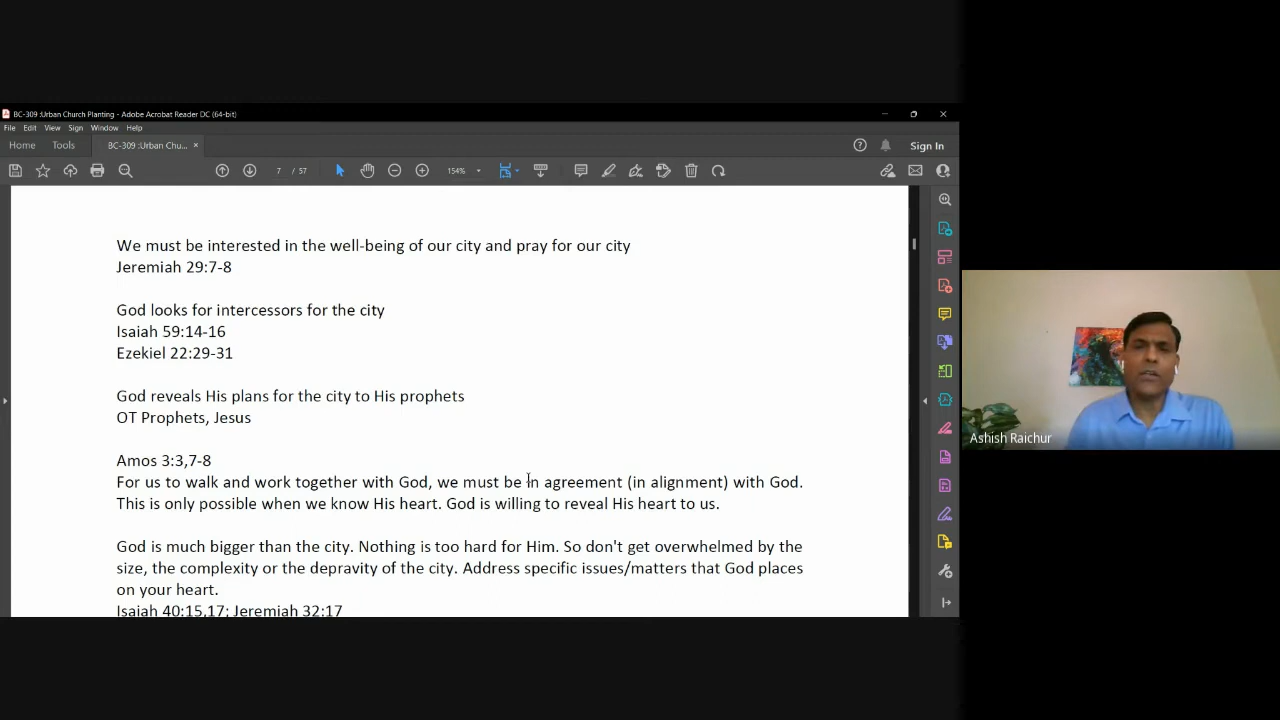 BC-309 :Urban Church Planting - Adobe Acrobat Reader DC (64-bit)
File Edit View Sign Window Help
Home Tools BC-309 :Urban Chu... × Sign In
7 / 57 154%
We must be interested in the well-being of our city and pray for our city
Jeremiah 29:7-8
God looks for intercessors for the city
Isaiah 59:14-16
Ezekiel 22:29-31
God reveals His plans for the city to His prophets
OT Prophets, Jesus
Amos 3:3,7-8
For us to walk and work together with God, we must be in agreement (in alignment) with God.
This is only possible when we know His heart. God is willing to reveal His heart to us.
God is much bigger than the city. Nothing is too hard for Him. So don't get overwhelmed by the
size, the complexity or the depravity of the city. Address specific issues/matters that God places
on your heart.
Isaiah 40:15,17; Jeremiah 32:17
Ashish Raichur